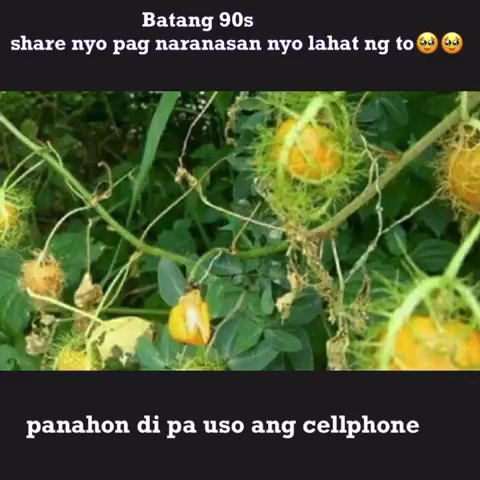 Batang 90s
share nyo pag naranasan nyo lahat ng to🥹🥹
panahon di pa uso ang cellphone